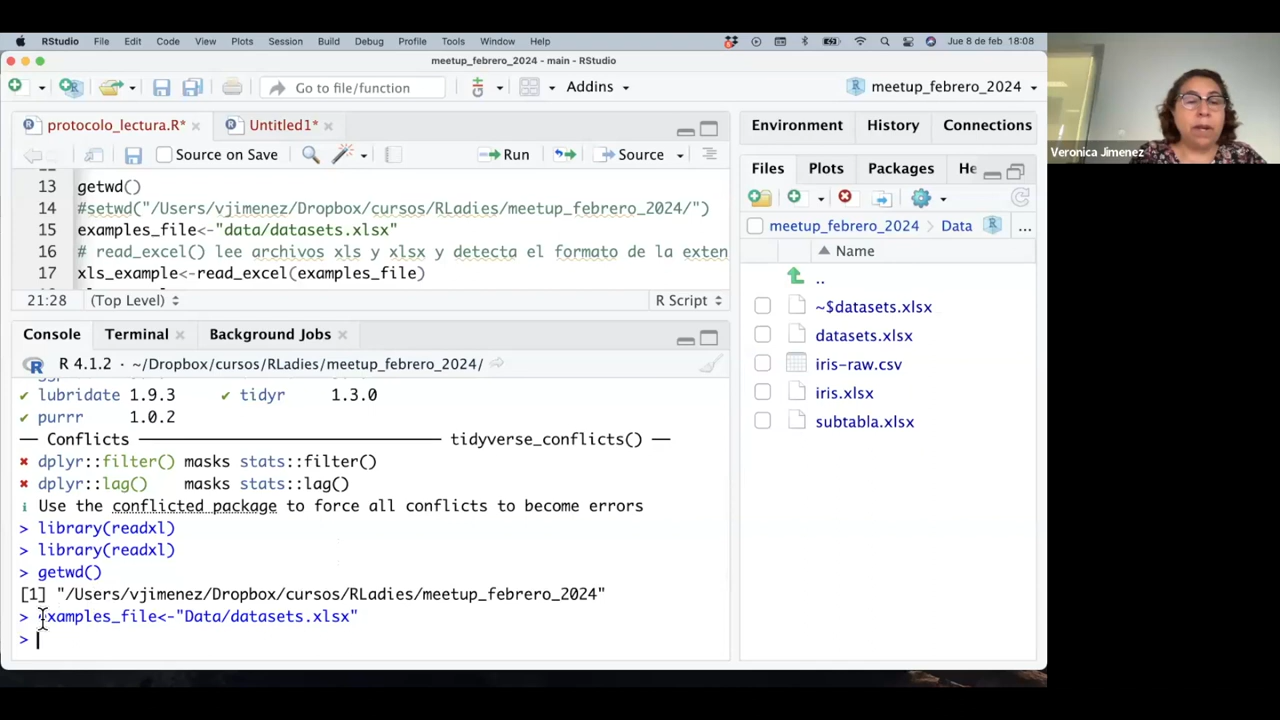 RStudio File Edit Code View Plots Session Build Debug Profile Tools Window Help Jue 8 de feb 18:08
meetup_febrero_2024 - main - RStudio
Go to file/function Addins meetup_febrero_2024
protocolo_lectura.R* Untitled1*
Source on Save Run Source
13 getwd()
14 #setwd("/Users/vjimenez/Dropbox/cursos/RLadies/meetup_febrero_2024/")
15 examples_file<-"data/datasets.xlsx"
16 # read_excel() lee archivos xls y xlsx y detecta el formato de la exten
17 xls_example<-read_excel(examples_file)
21:28 (Top Level) R Script
Console Terminal Background Jobs
R 4.1.2 · ~/Dropbox/cursos/RLadies/meetup_febrero_2024/
✔ lubridate 1.9.3 ✔ tidyr 1.3.0
✔ purrr 1.0.2
── Conflicts ────────── tidyverse_conflicts() ──
✖ dplyr::filter() masks stats::filter()
✖ dplyr::lag() masks stats::lag()
ℹ Use the conflicted package to force all conflicts to become errors
> library(readxl)
> library(readxl)
> getwd()
[1] "/Users/vjimenez/Dropbox/cursos/RLadies/meetup_febrero_2024"
> examples_file<-"Data/datasets.xlsx"
>
Environment History Connections
Files Plots Packages He
meetup_febrero_2024 Data ...
Name
..
~$datasets.xlsx
datasets.xlsx
iris-raw.csv
iris.xlsx
subtabla.xlsx
Veronica Jimenez